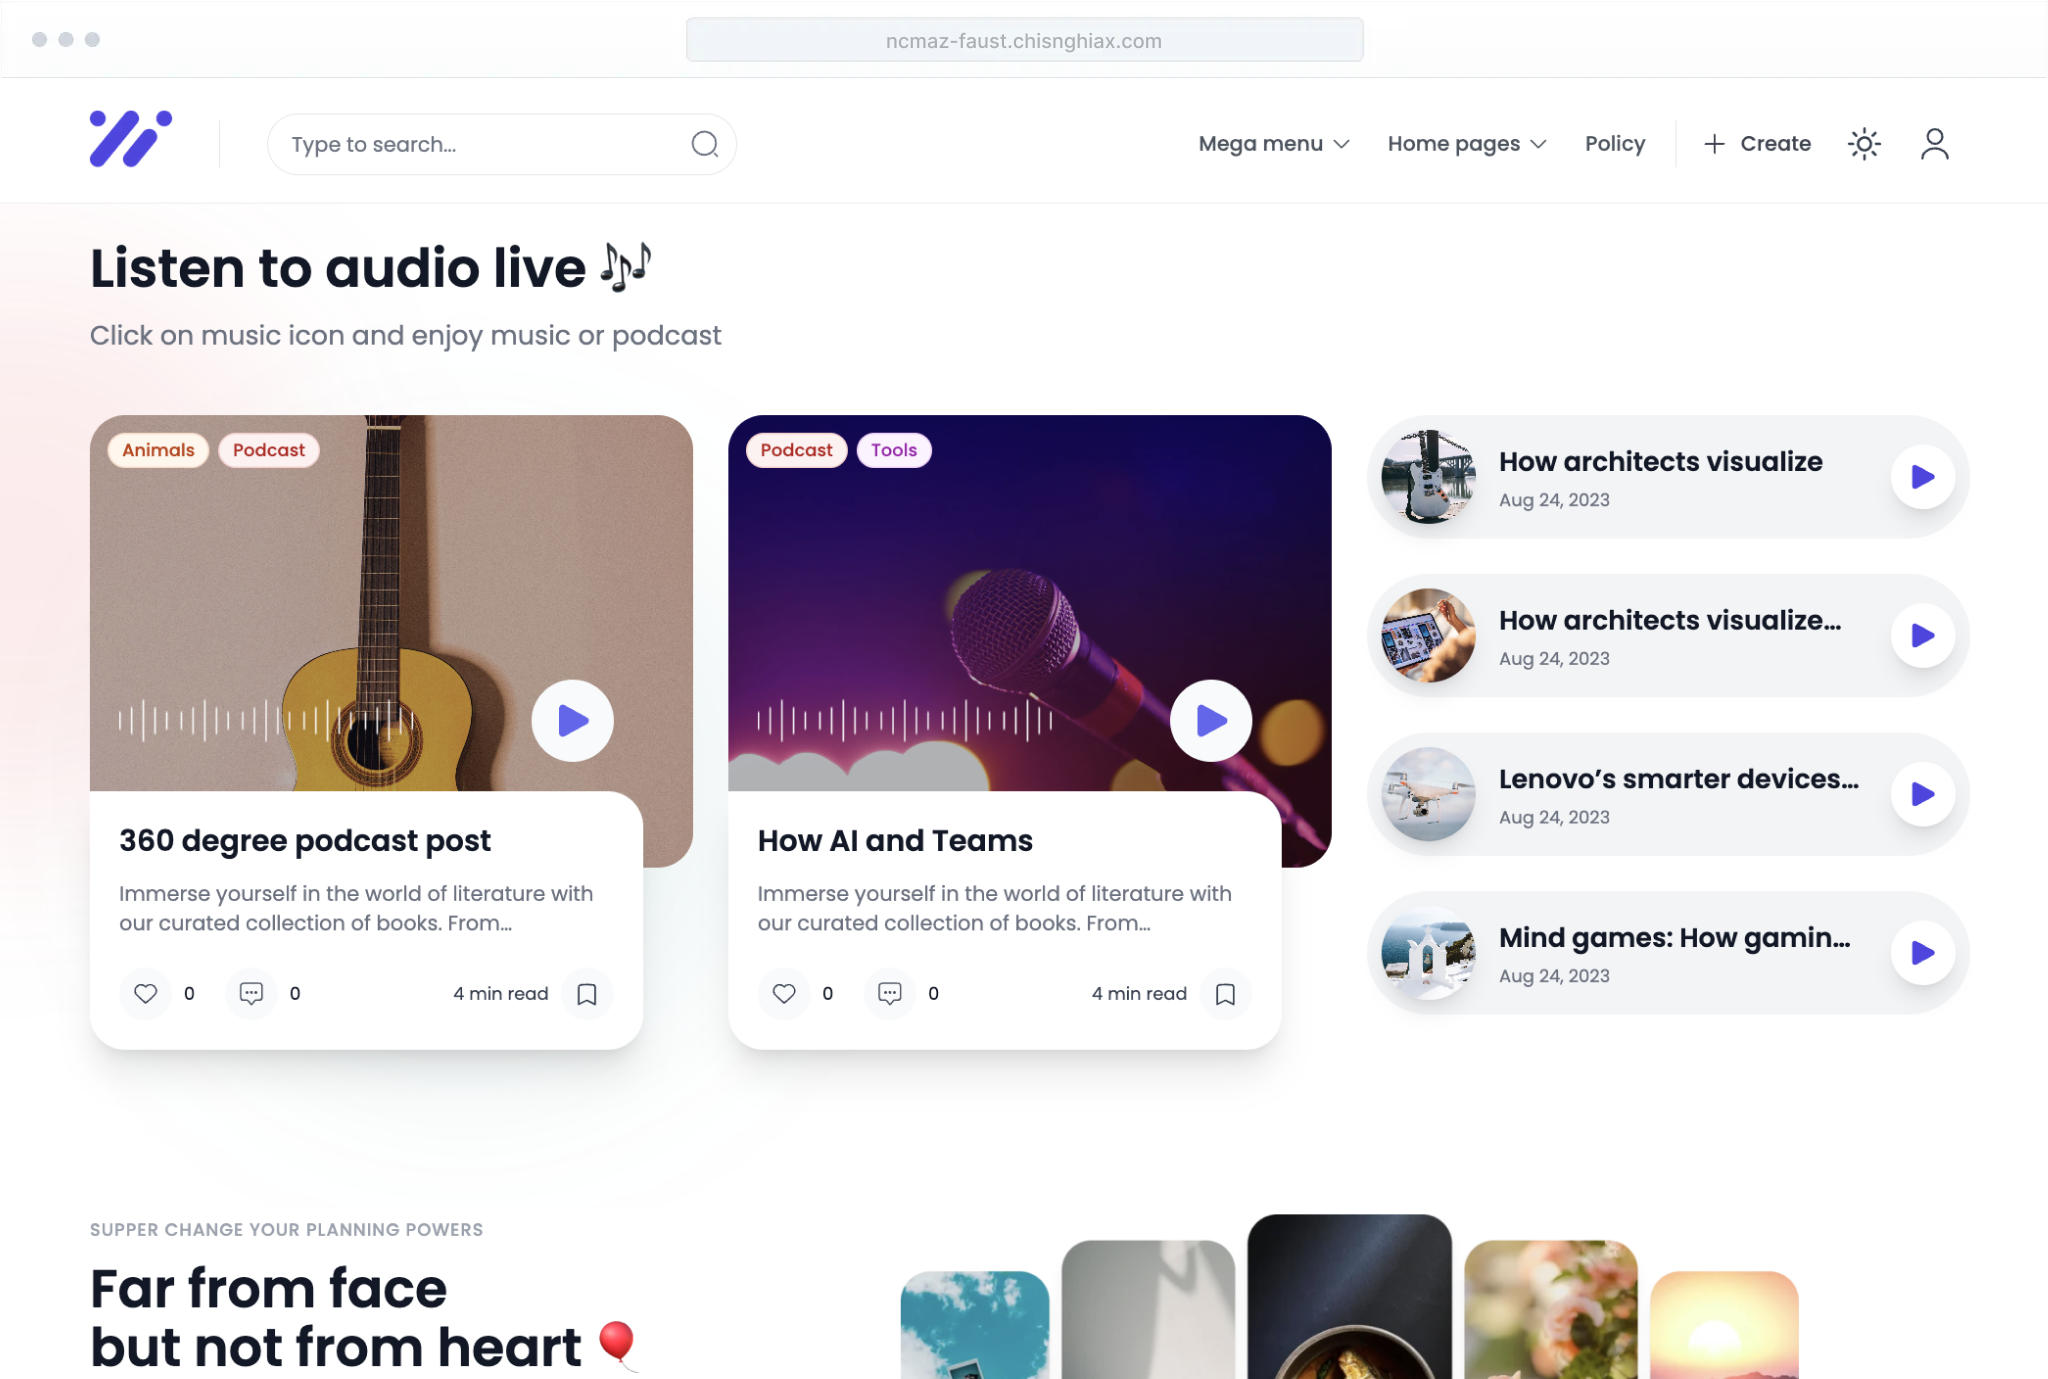 ncmaz-faust.chisnghiax.com
Type to search...
Mega menu
Home pages
Policy
Create
Listen to audio live 🎶
Click on music icon and enjoy music or podcast
Animals
Podcast
360 degree podcast post
Immerse yourself in the world of literature with
our curated collection of books. From...
0
0
4 min read
Podcast
Tools
How AI and Teams
Immerse yourself in the world of literature with
our curated collection of books. From...
0
0
4 min read
How architects visualize
Aug 24, 2023
How architects visualize...
Aug 24, 2023
Lenovo’s smarter devices...
Aug 24, 2023
Mind games: How gamin...
Aug 24, 2023
SUPPER CHANGE YOUR PLANNING POWERS
Far from face
but not from heart 🎈